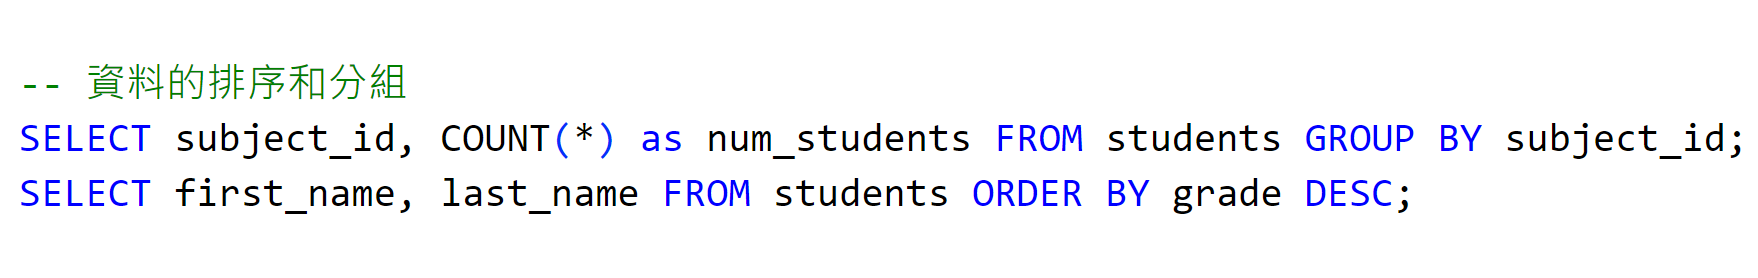 -- 資料的排序和分組
SELECT subject_id, COUNT(*) as num_students FROM students GROUP BY subject_id;
SELECT first_name, last_name FROM students ORDER BY grade DESC;